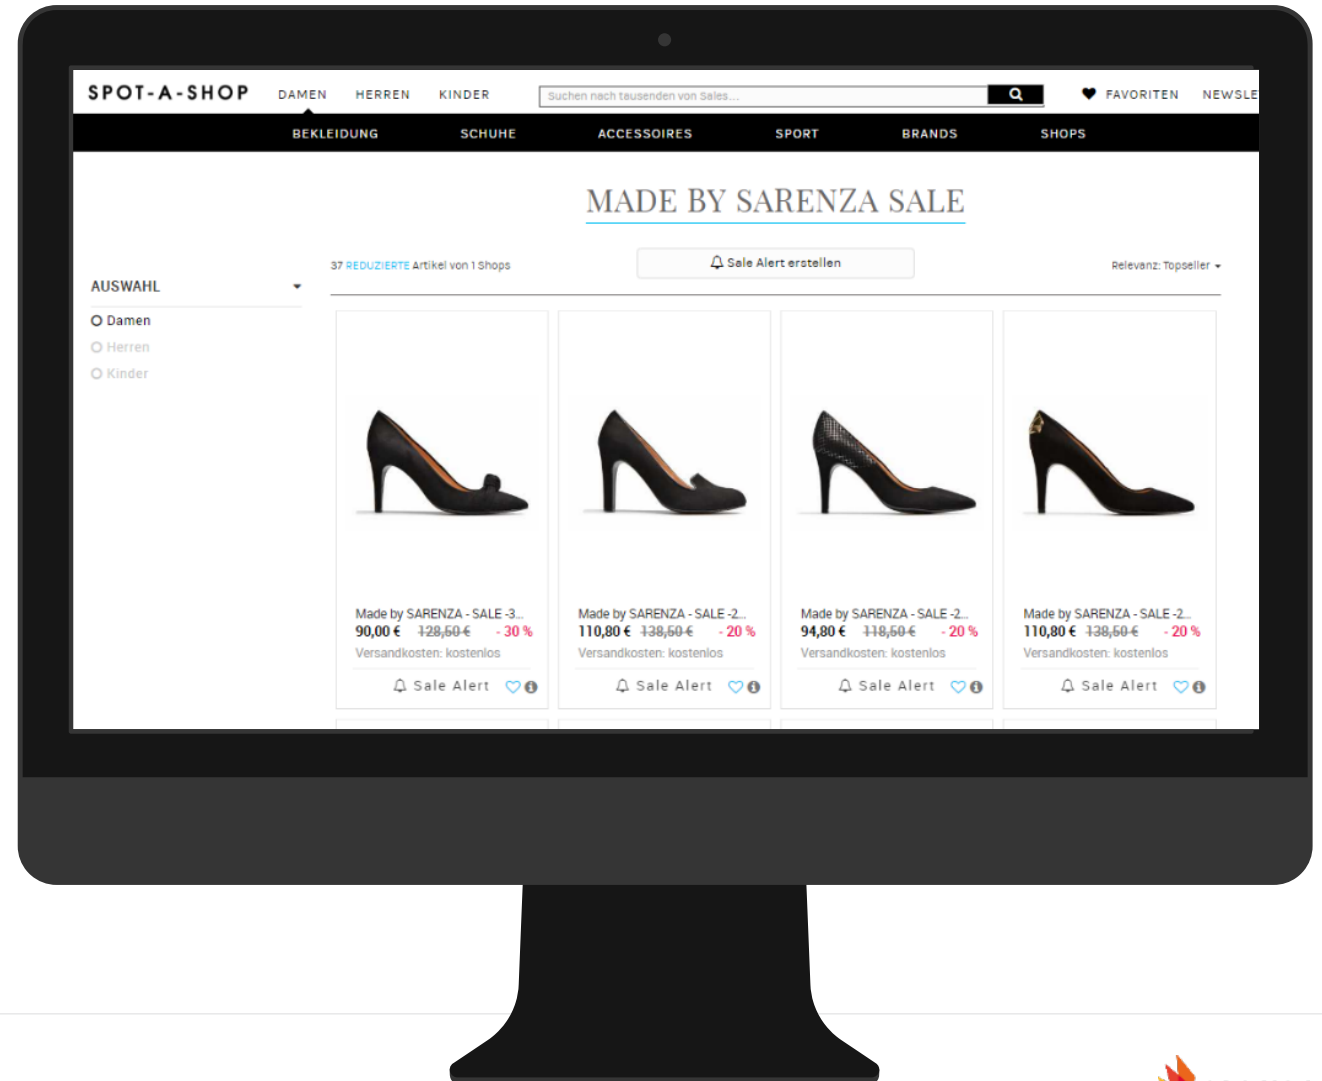 SPOT-A-SHOP DAMEN HERREN KINDER Suchen nach tausenden von Sales... FAVORITEN NEWSLE
BEKLEIDUNG SCHUHE ACCESSOIRES SPORT BRANDS SHOPS
MADE BY SARENZA SALE
37 REDUZIERTE Artikel von 1 Shops Sale Alert erstellen Relevanz: Topseller
AUSWAHL
Damen
Herren
Kinder
Made by SARENZA - SALE -3... Made by SARENZA - SALE -2... Made by SARENZA - SALE -2... Made by SARENZA - SALE -2...
90,00 € 128,50 € - 30 % 110,80 € 138,50 € - 20 % 94,80 € 118,50 € - 20 % 110,80 € 138,50 € - 20 %
Versandkosten: kostenlos Versandkosten: kostenlos Versandkosten: kostenlos Versandkosten: kostenlos
Sale Alert Sale Alert Sale Alert Sale Alert